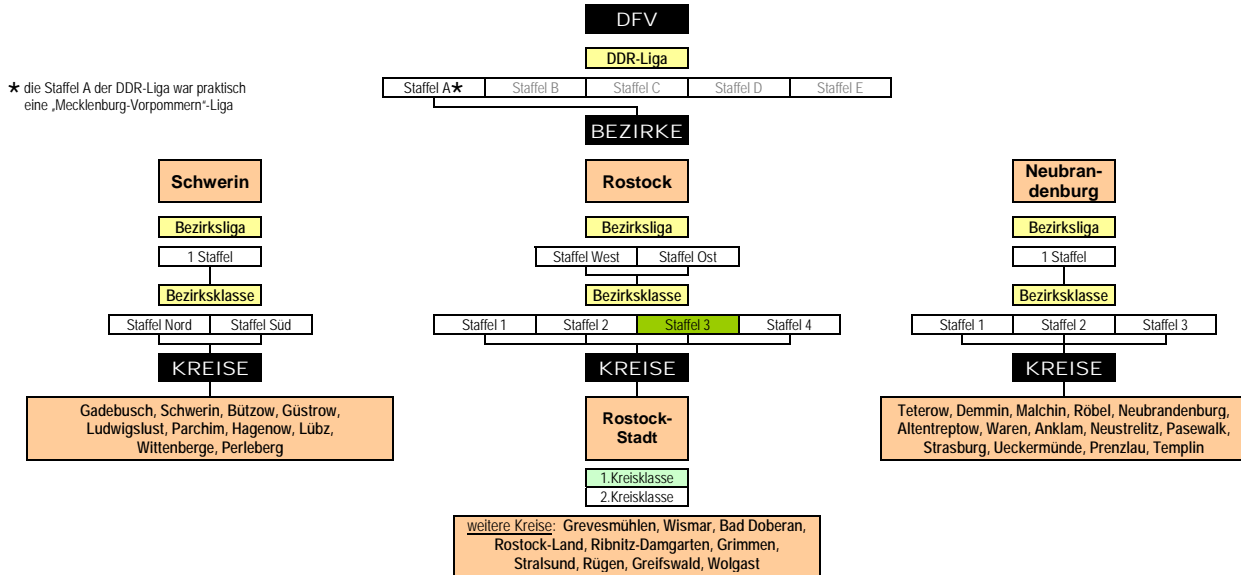 DFV
DDR-Liga
* die Staffel A der DDR-Liga war praktisch
eine „Mecklenburg-Vorpommern“-Liga
Staffel A* Staffel B Staffel C Staffel D Staffel E
BEZIRKE
Schwerin
Rostock
Neubran-
denburg
Bezirksliga
Bezirksliga
Bezirksliga
1 Staffel
Staffel West Staffel Ost
1 Staffel
Bezirksklasse
Bezirksklasse
Bezirksklasse
Staffel Nord Staffel Süd
Staffel 1 Staffel 2 Staffel 3 Staffel 4
Staffel 1 Staffel 2 Staffel 3
KREISE
KREISE
KREISE
Gadebusch, Schwerin, Bützow, Güstrow,
Ludwigslust, Parchim, Hagenow, Lübz,
Wittenberge, Perleberg
Rostock-
Stadt
Teterow, Demmin, Malchin, Röbel, Neubrandenburg,
Altentreptow, Waren, Anklam, Neustrelitz, Pasewalk,
Strasburg, Ueckermünde, Prenzlau, Templin
1.Kreisklasse
2.Kreisklasse
weitere Kreise: Grevesmühlen, Wismar, Bad Doberan,
Rostock-Land, Ribnitz-Damgarten, Grimmen,
Stralsund, Rügen, Greifswald, Wolgast